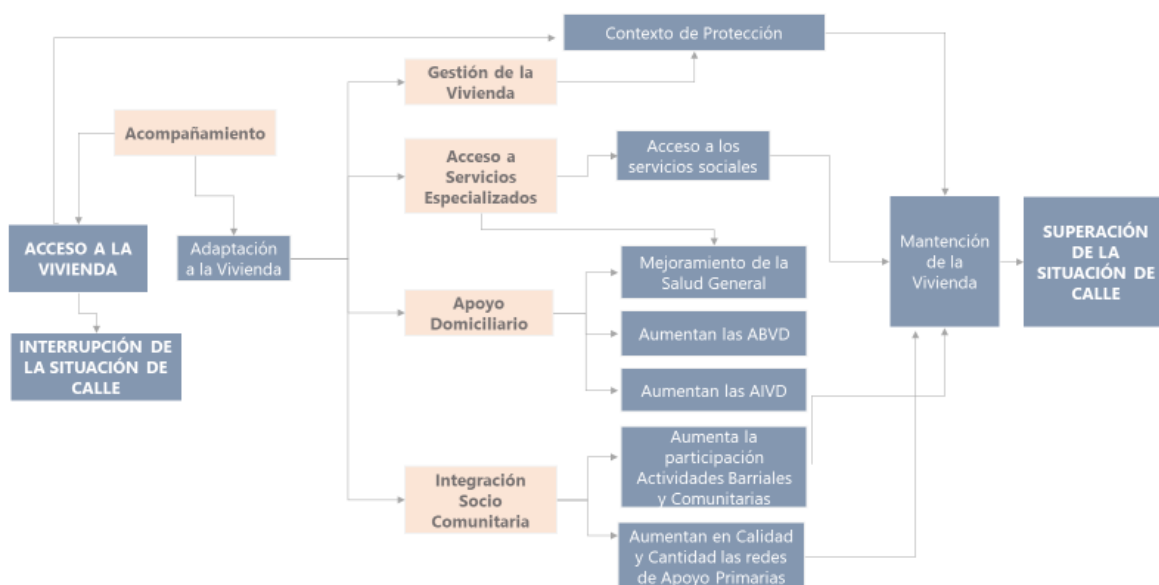 Contexto de Protección
Gestión de la
Vivienda
Acompañamiento
Acceso a
Servicios
Especializados
Acceso a los
servicios sociales
ACCESO A LA
VIVIENDA
Adaptación
a la Vivienda
Mejoramiento de la
Salud General
Mantención
de la
Vivienda
SUPERACIÓN
DE LA
SITUACIÓN DE
CALLE
Apoyo
Domiciliario
Aumentan las ABVD
INTERRUPCIÓN DE
LA SITUACIÓN DE
CALLE
Aumentan las AIVD
Aumenta la
participación
Actividades Barriales
y Comunitarias
Integración
Socio
Comunitaria
Aumentan en Calidad
y Cantidad las redes
de Apoyo Primarias